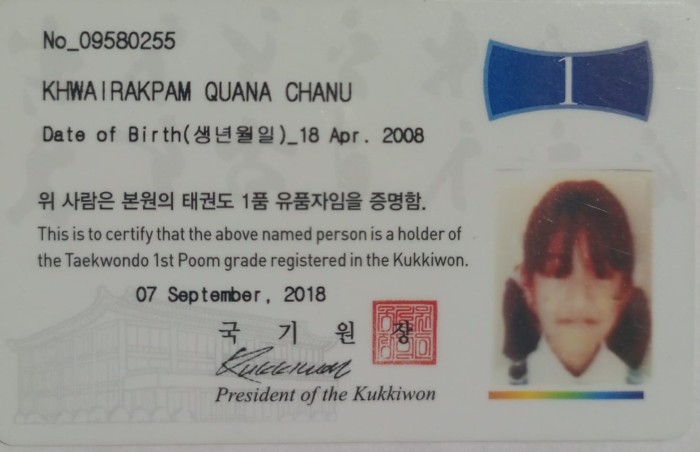 No_09580255
1
KHWAIRAKPAM QUANA CHANU
Date of Birth(생년월일)_18 Apr. 2008
위 사람은 본원의 태권도 1품 유품자임을 증명함.
This is to certify that the above named person is a holder of
the Taekwondo 1st Poom grade registered in the Kukkiwon.
07 September, 2018
국 기 원 장
Kukkiwon
President of the Kukkiwon